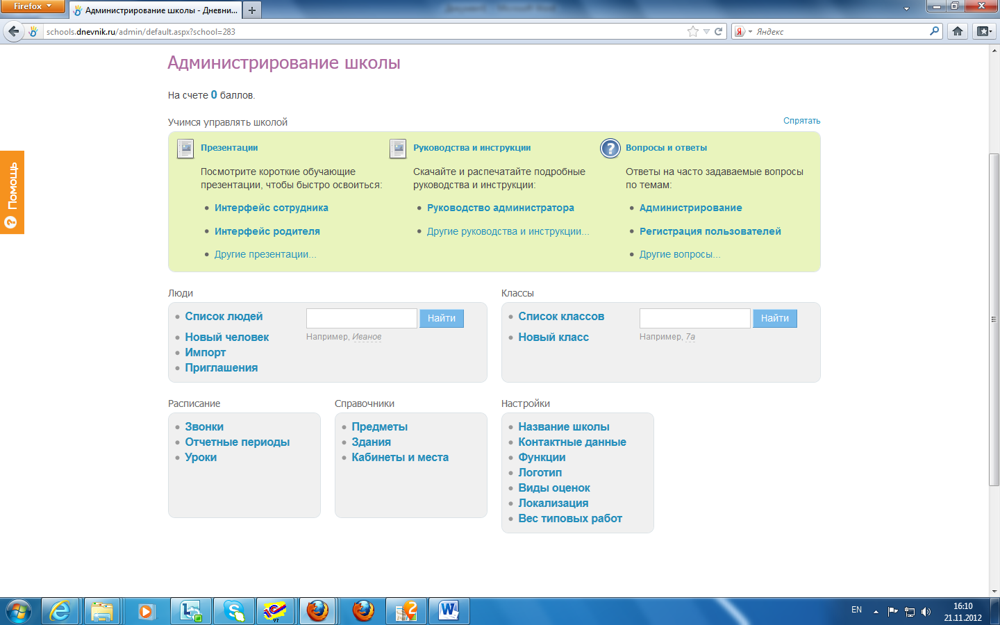 Firefox
Администрирование школы - Дневни...
schools.dnevnik.ru/admin/default.aspx?school=283
Яндекс
Администрирование школы
На счете 0 баллов.
Учимся управлять школой
Спрятать
Помощь
Презентации
Посмотрите короткие обучающие
презентации, чтобы быстро освоиться:
Интерфейс сотрудника
Интерфейс родителя
Другие презентации...
Руководства и инструкции
Скачайте и распечатайте подробные
руководства и инструкции:
Руководство администратора
Другие руководства и инструкции...
Вопросы и ответы
Ответы на часто задаваемые вопросы
по темам:
Администрирование
Регистрация пользователей
Другие вопросы...
Люди
Список людей
Новый человек
Импорт
Приглашения
Найти
Например, Иванов
Классы
Список классов
Новый класс
Найти
Например, 7а
Расписание
Звонки
Отчетные периоды
Уроки
Справочники
Предметы
Здания
Кабинеты и места
Настройки
Название школы
Контактные данные
Функции
Логотип
Виды оценок
Локализация
Вес типовых работ
EN
16:10
21.11.2012